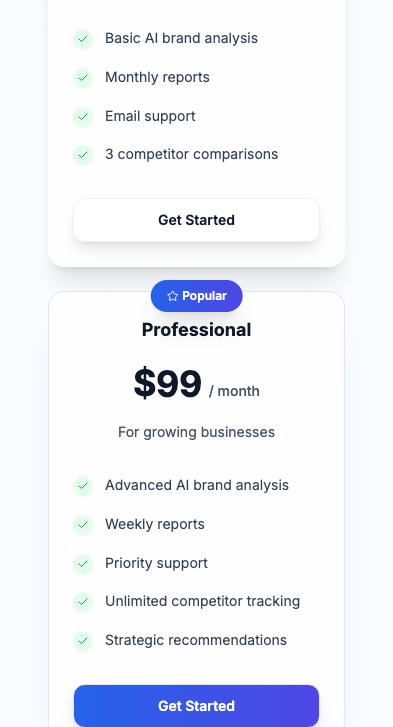 Basic AI brand analysis
Monthly reports
Email support
3 competitor comparisons
Get Started
Popular
Professional
$99 / month
For growing businesses
Advanced AI brand analysis
Weekly reports
Priority support
Unlimited competitor tracking
Strategic recommendations
Get Started